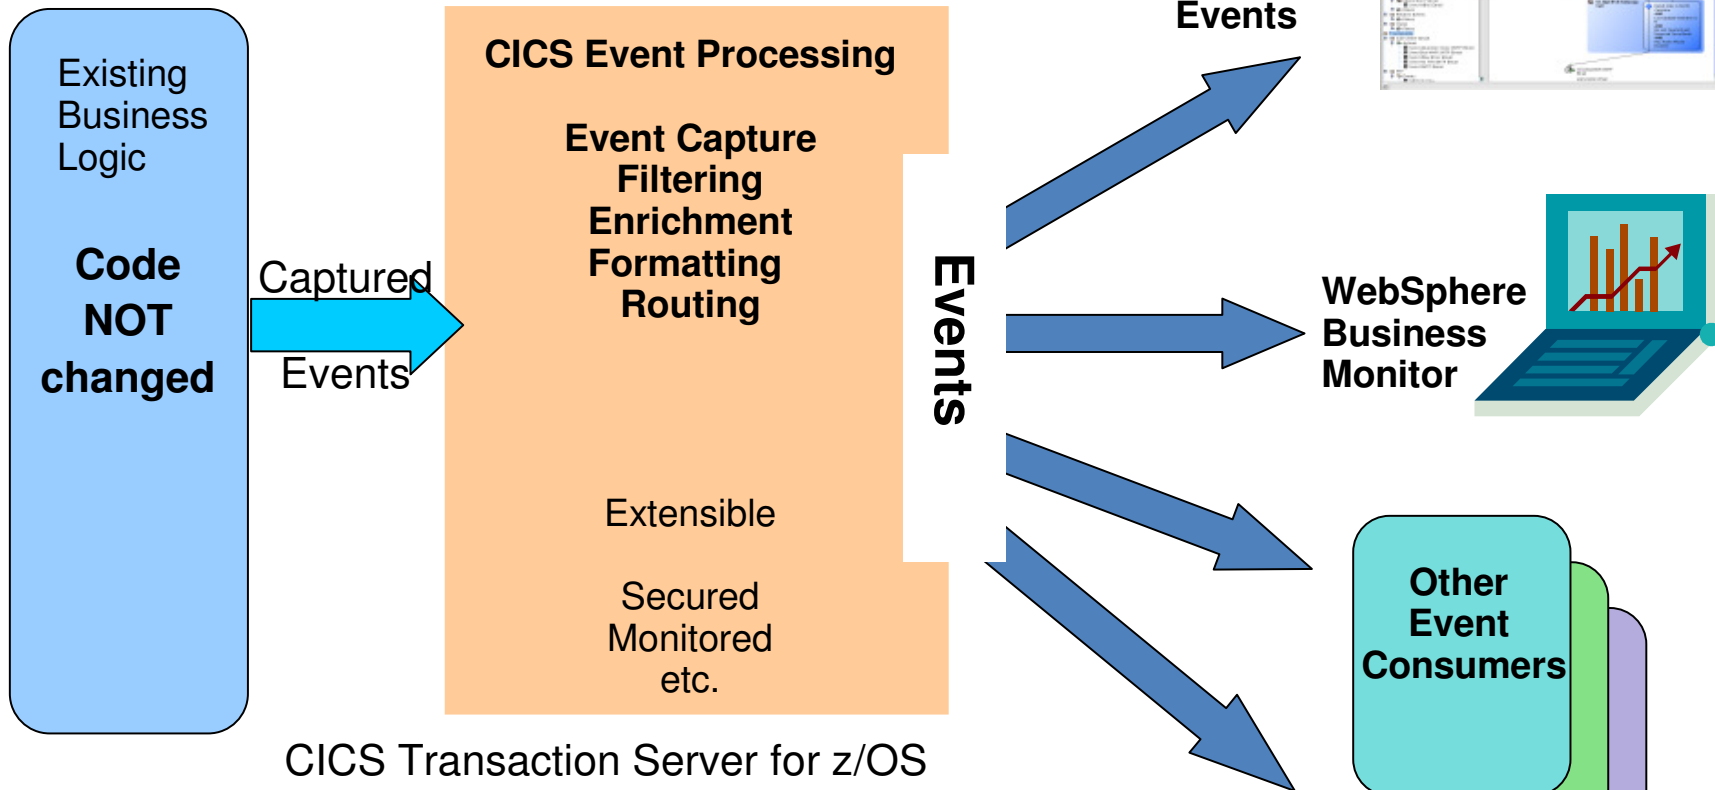 Existing
Business
Logic
Code
NOT
changed
Captured
Events
CICS Event Processing
Event Capture
Filtering
Enrichment
Formatting
Routing
Extensible
Secured
Monitored
etc.
CICS Transaction Server for z/OS
Events
Events
WebSphere
Business
Monitor
Other
Event
Consumers